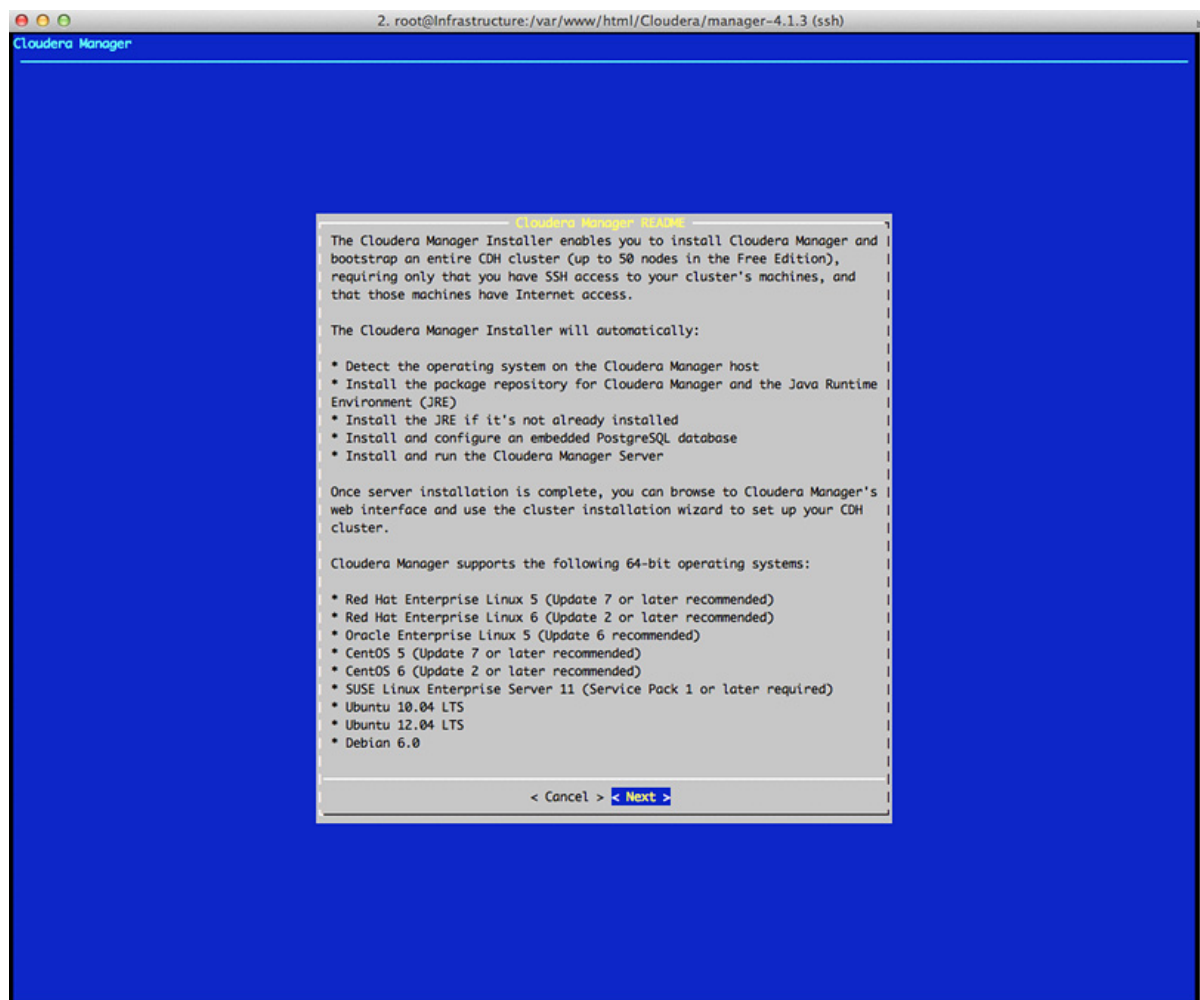 2. root@Infrastructure:/var/www/html/Cloudera/manager-4.1.3 (ssh)
Cloudera Manager
Cloudera Manager README
The Cloudera Manager Installer enables you to install Cloudera Manager and
bootstrap an entire CDH cluster (up to 50 nodes in the Free Edition),
requiring only that you have SSH access to your cluster's machines, and
that those machines have Internet access.
The Cloudera Manager Installer will automatically:
* Detect the operating system on the Cloudera Manager host
* Install the package repository for Cloudera Manager and the Java Runtime
Environment (JRE)
* Install the JRE if it's not already installed
* Install and configure an embedded PostgreSQL database
* Install and run the Cloudera Manager Server
Once server installation is complete, you can browse to Cloudera Manager's
web interface and use the cluster installation wizard to set up your CDH
cluster.
Cloudera Manager supports the following 64-bit operating systems:
* Red Hat Enterprise Linux 5 (Update 7 or later recommended)
* Red Hat Enterprise Linux 6 (Update 2 or later recommended)
* Oracle Enterprise Linux 5 (Update 6 recommended)
* CentOS 5 (Update 7 or later recommended)
* CentOS 6 (Update 2 or later recommended)
* SUSE Linux Enterprise Server 11 (Service Pack 1 or later required)
* Ubuntu 10.04 LTS
* Ubuntu 12.04 LTS
* Debian 6.0
< Cancel > < Next >